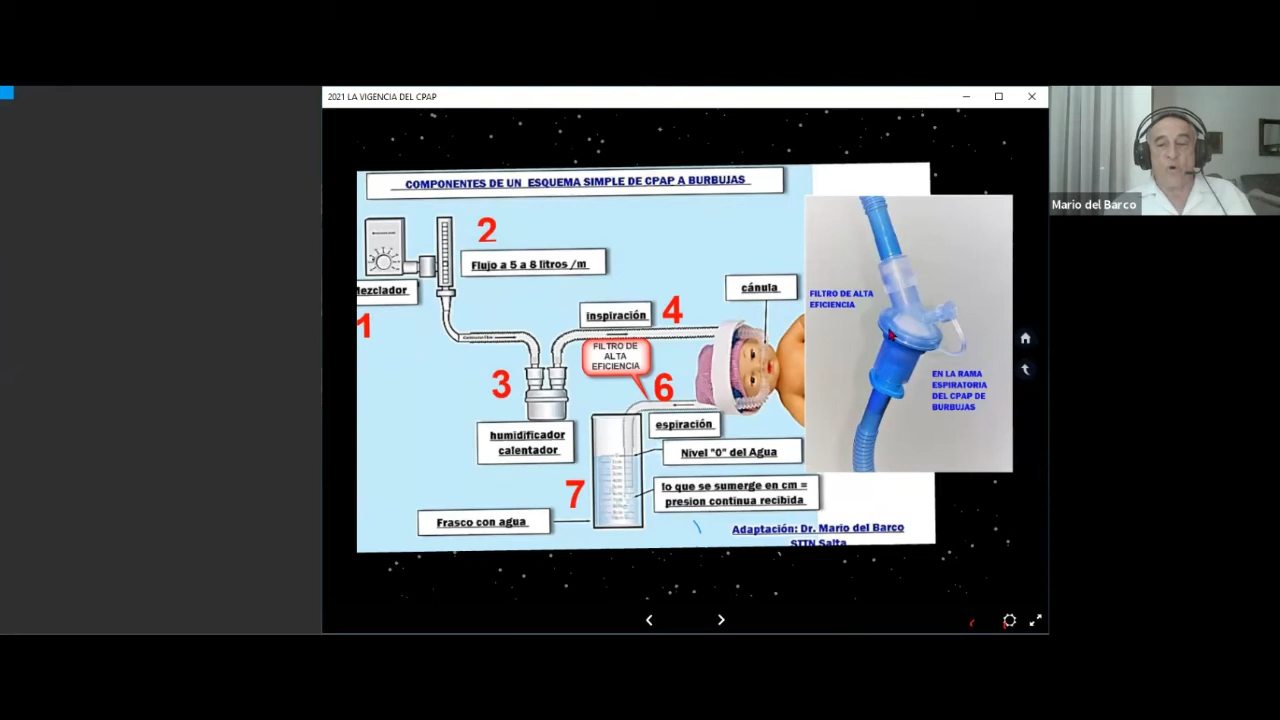 2021 LA VIGENCIA DEL CPAP
COMPONENTES DE UN ESQUEMA SIMPLE DE CPAP A BURBUJAS
2
Flujo a 5 a 8 litros /m
Mezclador
1
inspiración
4
cánula
FILTRO DE
ALTA
EFICIENCIA
3
6
humidificador
calentador
espiración
Nivel "0" del Agua
7
lo que se sumerge en cm =
presion continua recibida
Frasco con agua
Adaptación: Dr. Mario del Barco
STTN Salta
FILTRO DE ALTA
EFICIENCIA
EN LA RAMA
ESPIRATORIA
DEL CPAP DE
BURBUJAS
Mario del Barco